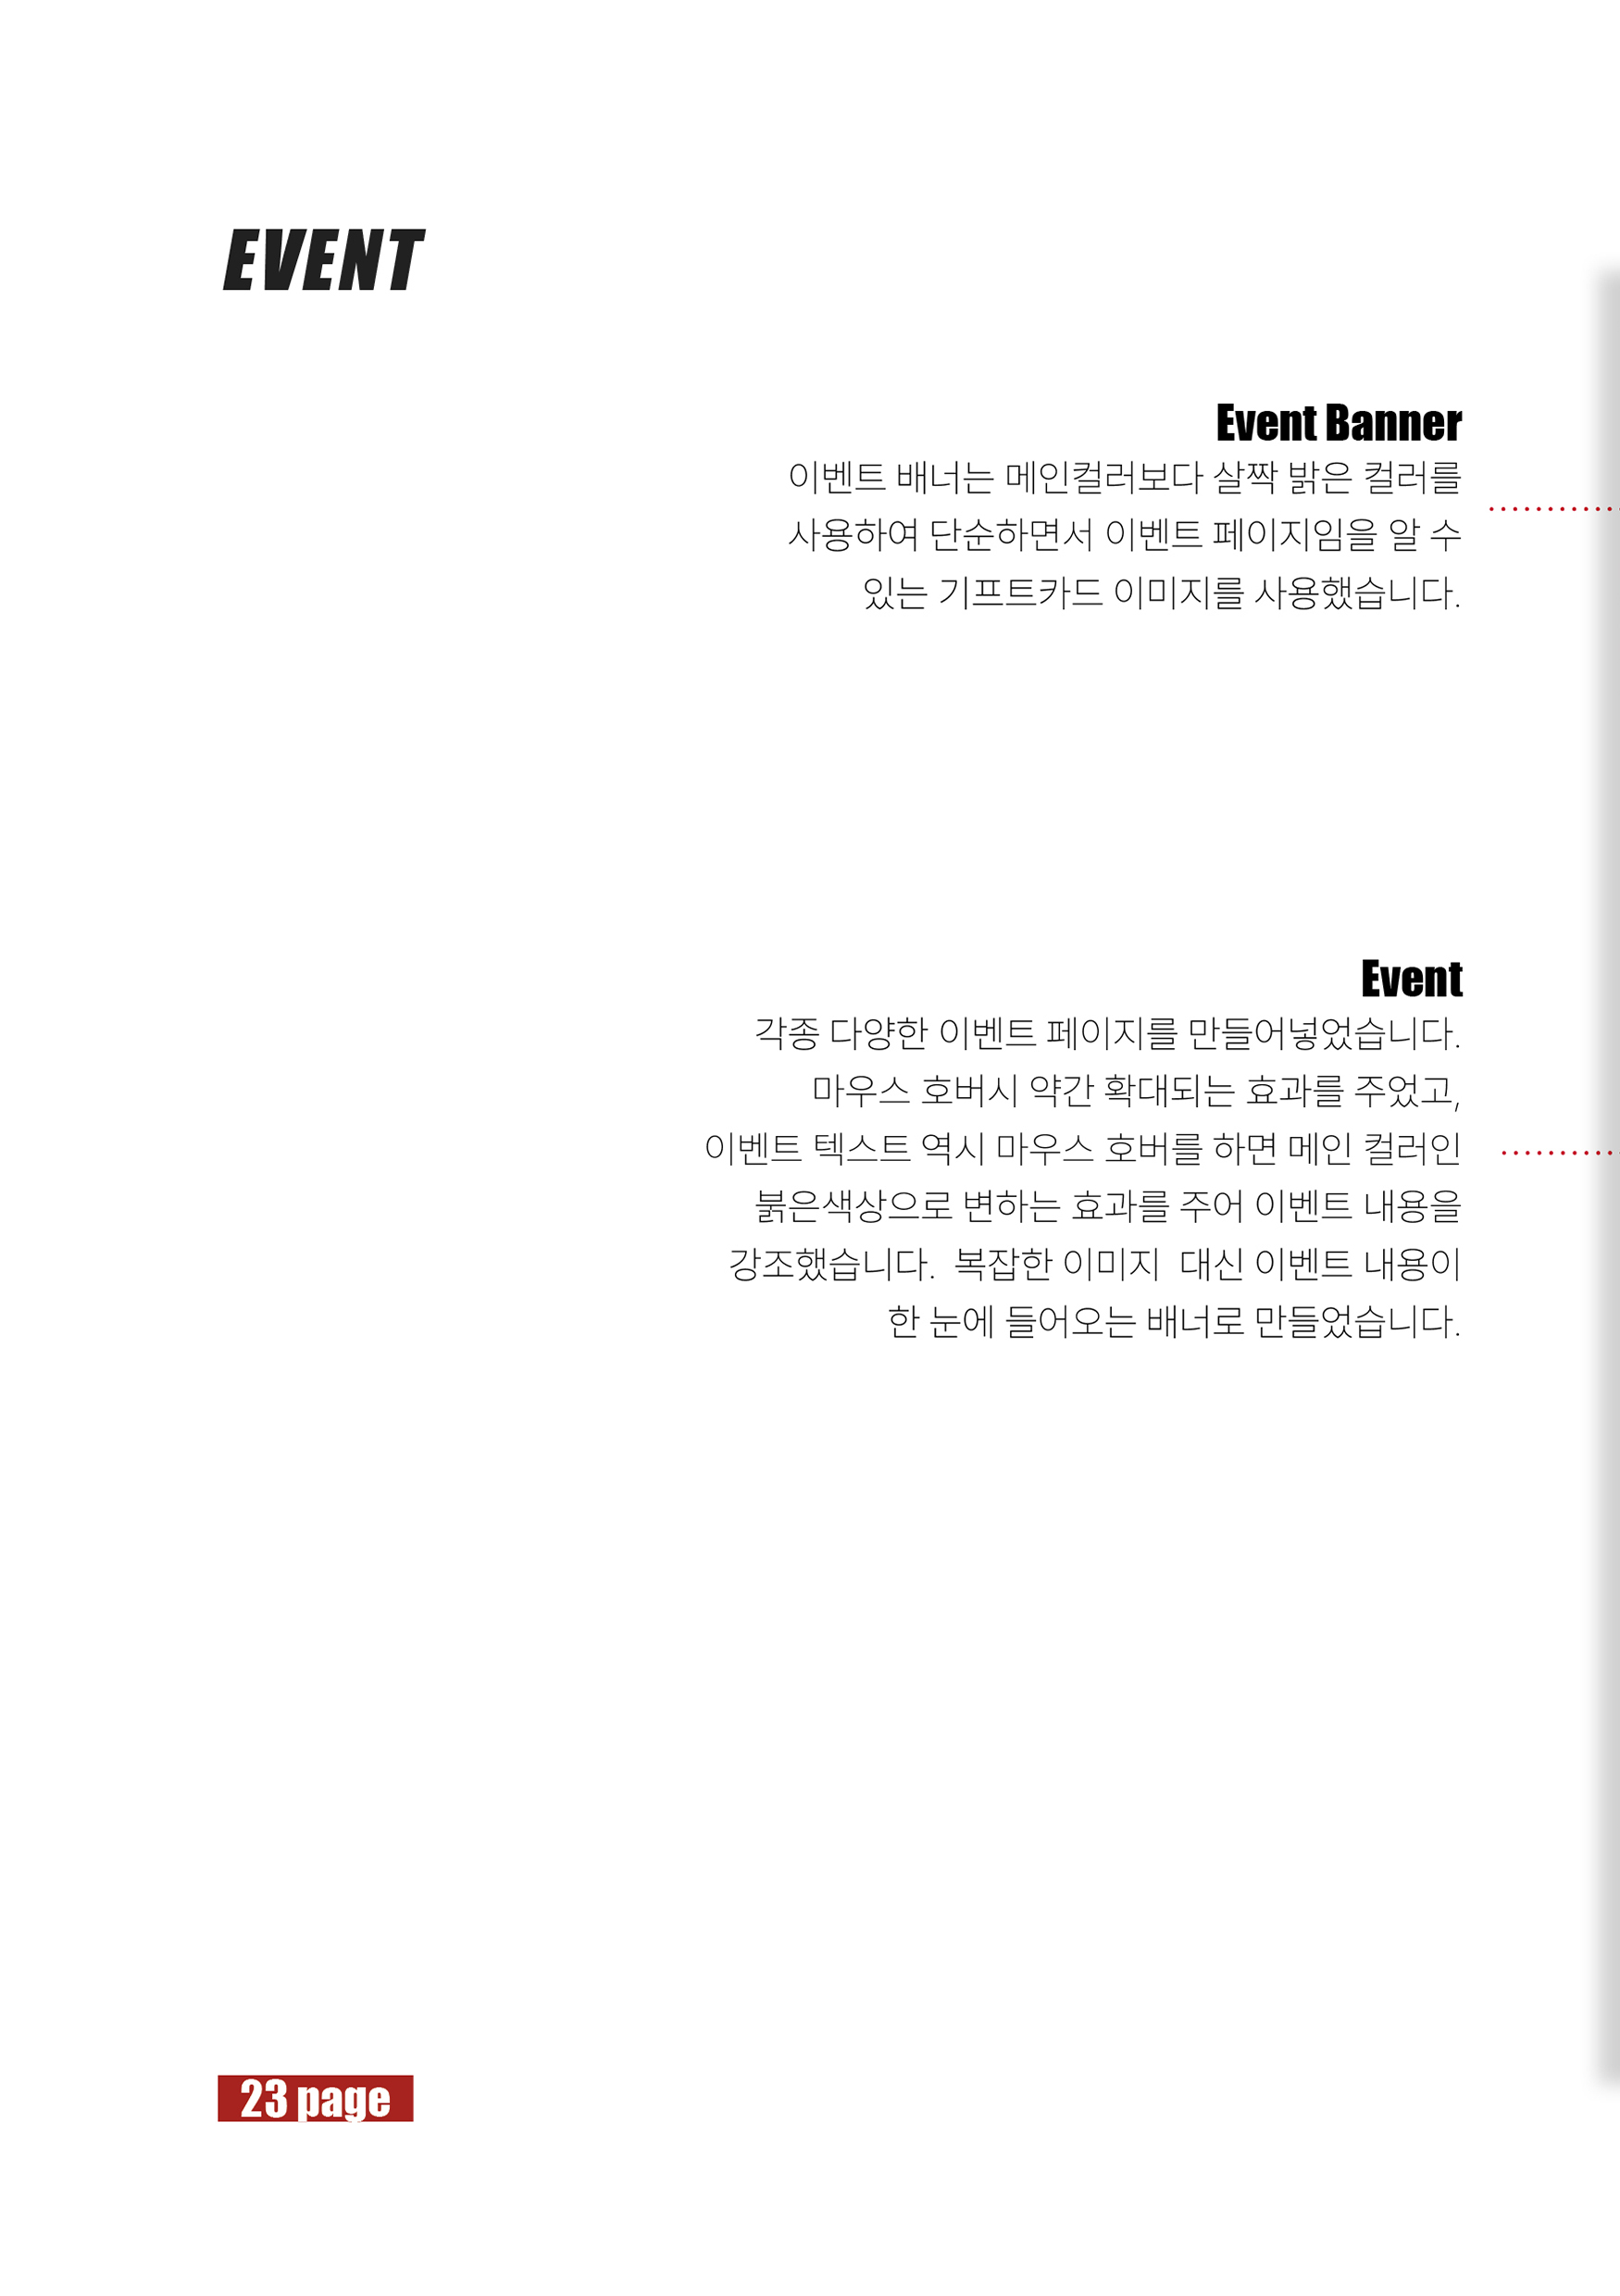 EVENT
Event Banner
이벤트 배너는 메인컬러보다 살짝 밝은 컬러를
사용하여 단순하면서 이벤트 페이지임을 알 수
있는 기프트카드 이미지를 사용했습니다.
Event
각종 다양한 이벤트 페이지를 만들어넣었습니다.
마우스 호버시 약간 확대되는 효과를 주었고,
이벤트 텍스트 역시 마우스 호버를 하면 메인 컬러인
붉은색상으로 변하는 효과를 주어 이벤트 내용을
강조했습니다. 복잡한 이미지 대신 이벤트 내용이
한 눈에 들어오는 배너로 만들었습니다.
23 page